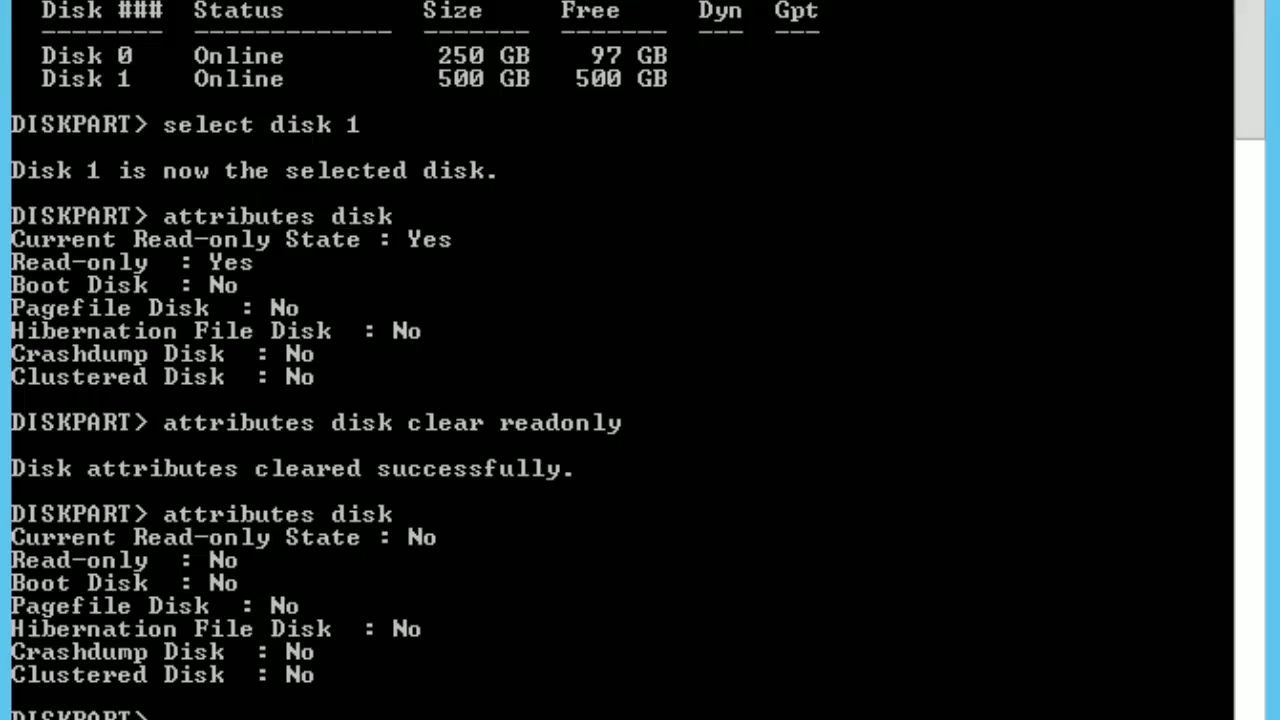 Disk ###  Status         Size     Free     Dyn  Gpt
--------  -------------  -------  -------  ---  ---
Disk 0    Online          250 GB    97 GB
Disk 1    Online          500 GB   500 GB
DISKPART> select disk 1
Disk 1 is now the selected disk.
DISKPART> attributes disk
Current Read-only State : Yes
Read-only  : Yes
Boot Disk  : No
Pagefile Disk  : No
Hibernation File Disk  : No
Crashdump Disk  : No
Clustered Disk  : No
DISKPART> attributes disk clear readonly
Disk attributes cleared successfully.
DISKPART> attributes disk
Current Read-only State : No
Read-only  : No
Boot Disk  : No
Pagefile Disk  : No
Hibernation File Disk  : No
Crashdump Disk  : No
Clustered Disk  : No
DISKPART>